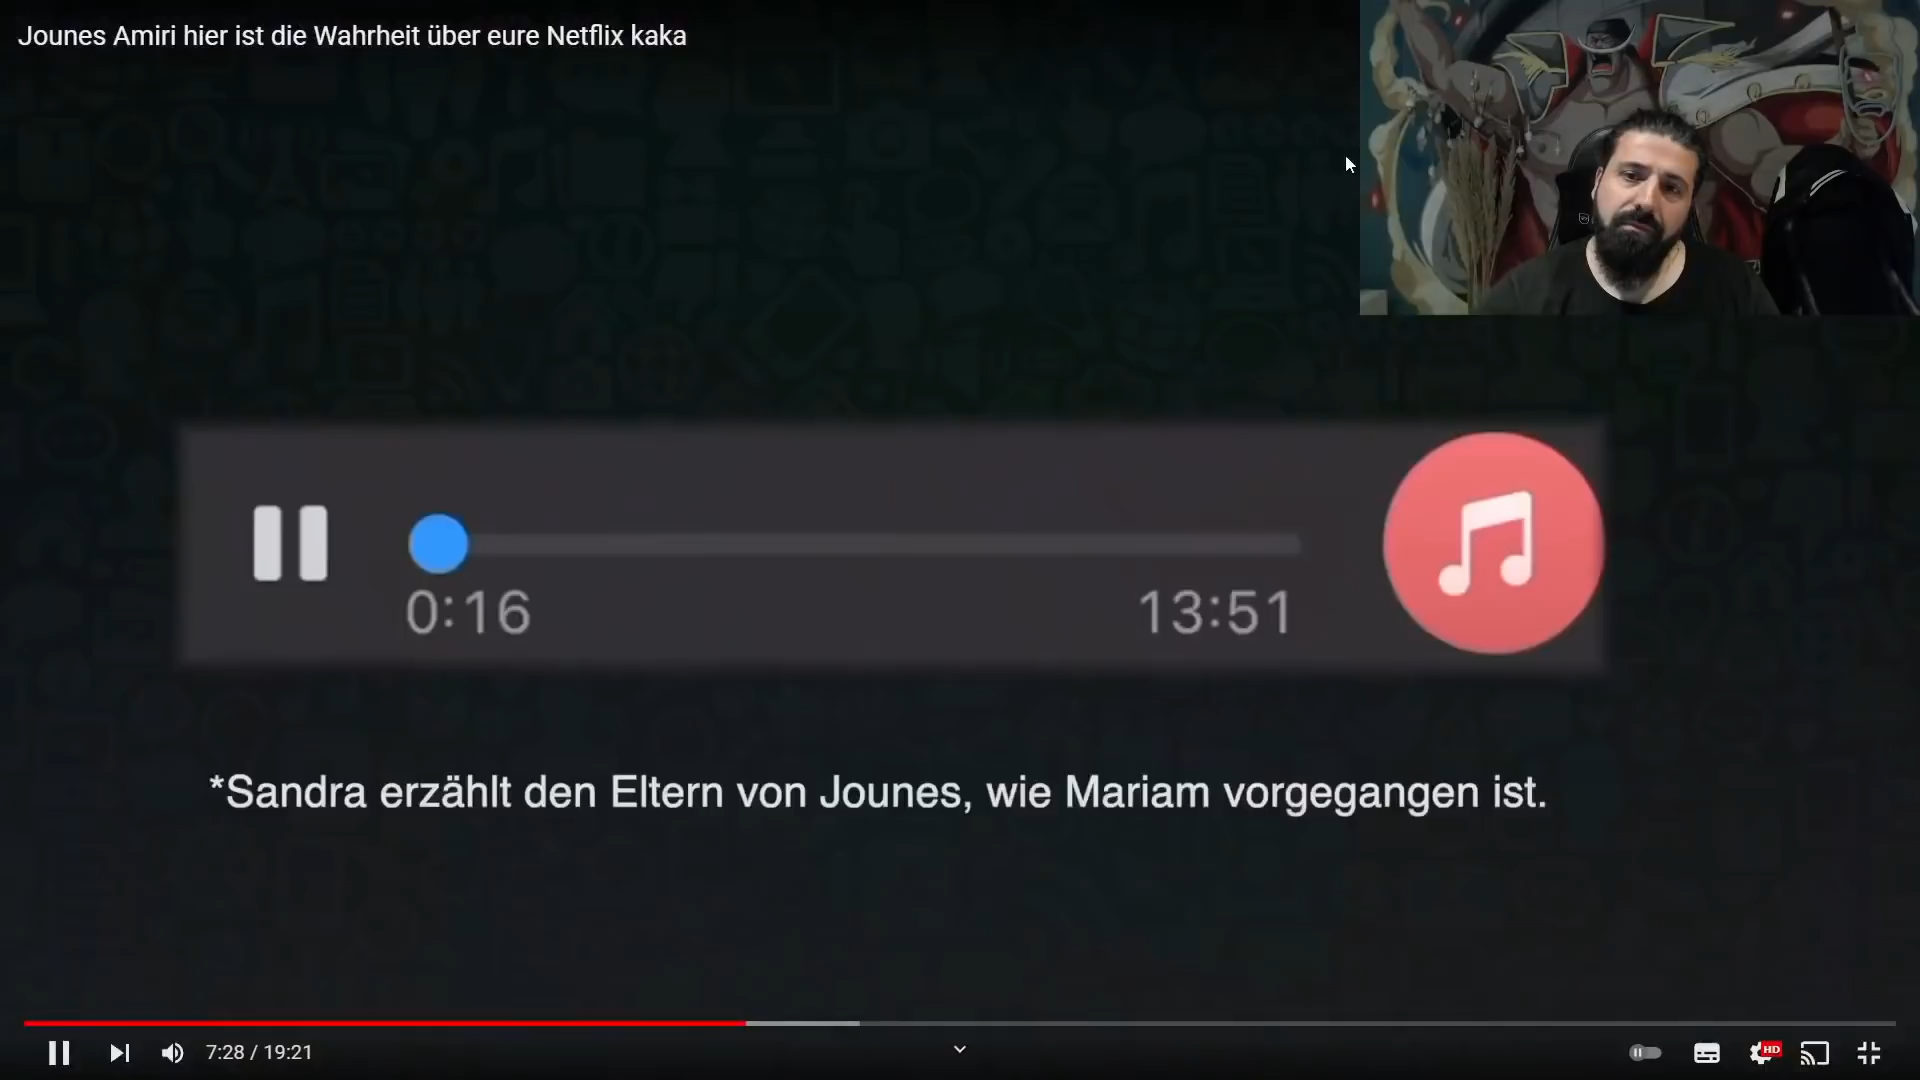 Jounes Amiri hier ist die Wahrheit über eure Netflix kaka
0:16
13:51
*Sandra erzählt den Eltern von Jounes, wie Mariam vorgegangen ist.
7:28 / 19:21
HD